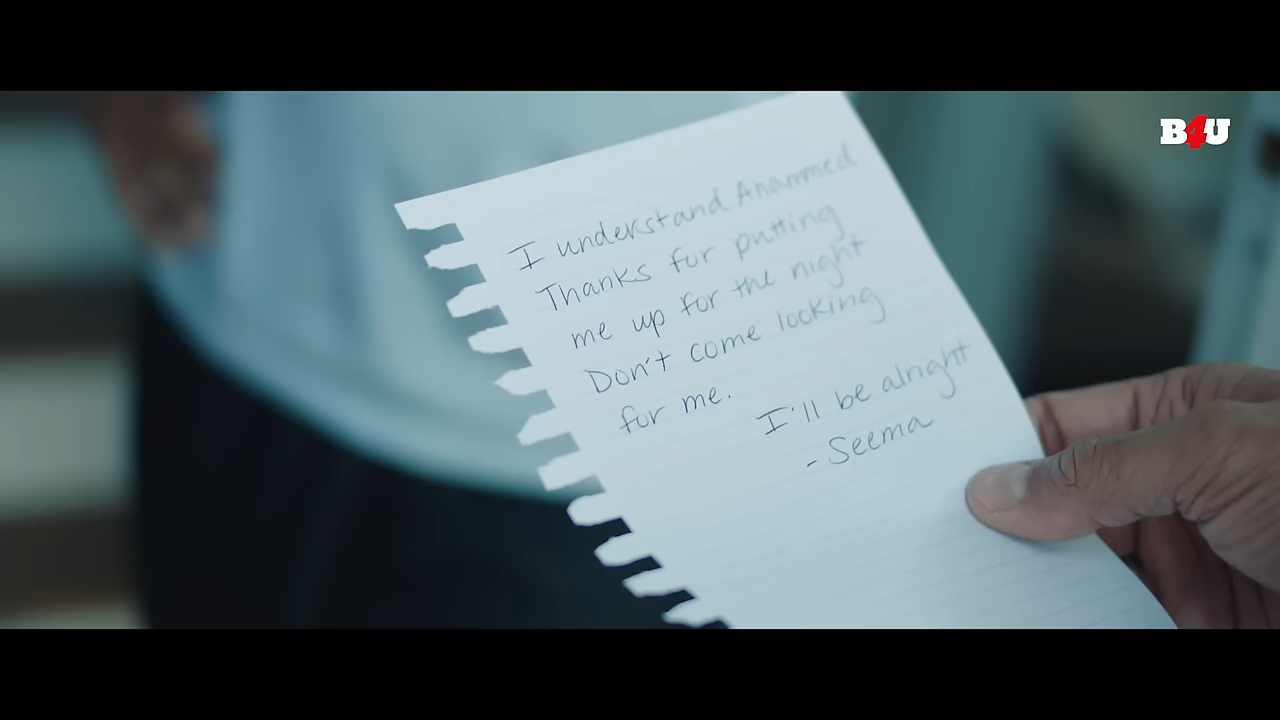 B4U
I understand Ahammed
Thanks for putting
me up for the night
Don't come looking
for me.
I'll be alright
-Seema